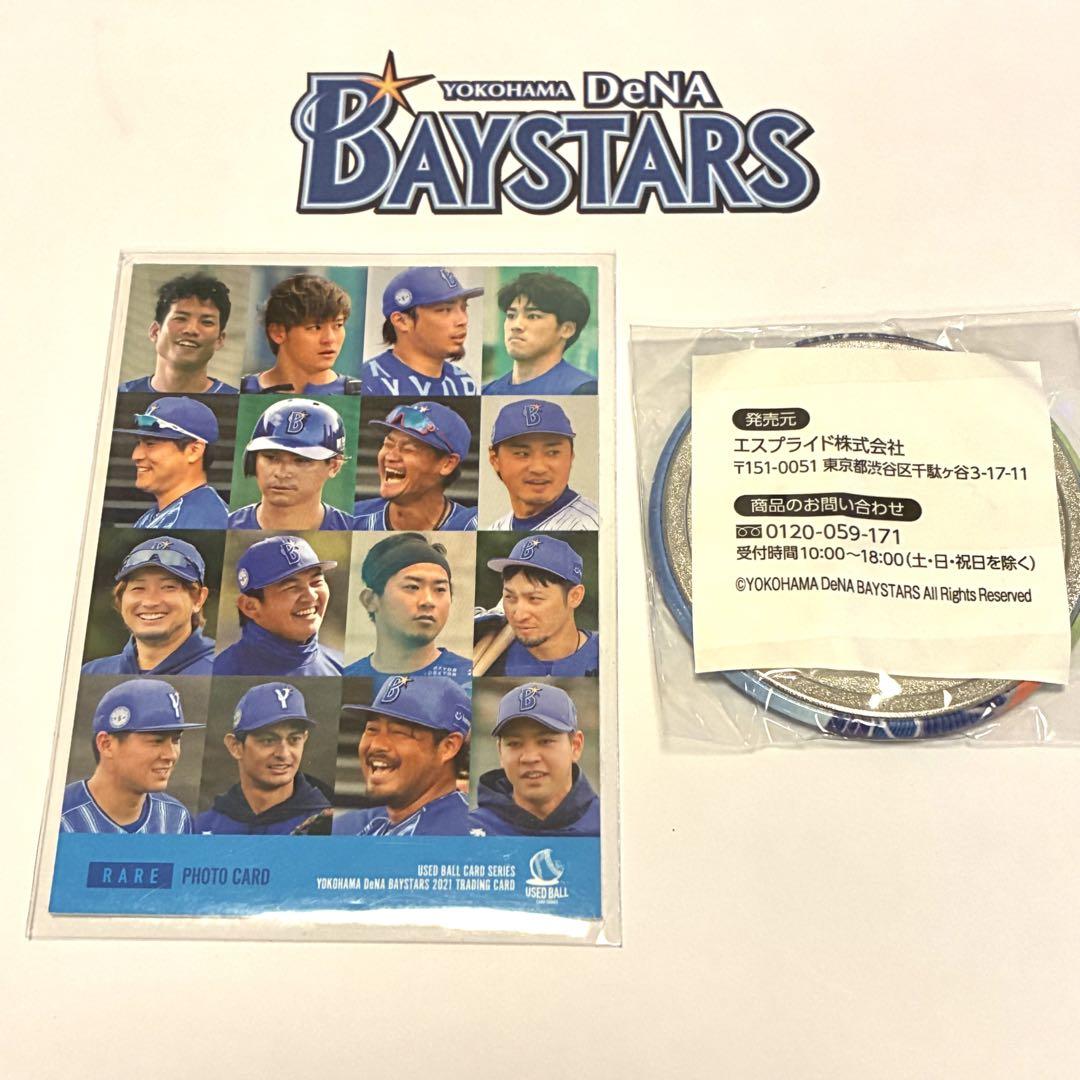 YOKOHAMA DeNA
BAYSTARS
RARE PHOTO CARD
USED BALL CARD SERIES
YOKOHAMA DeNA BAYSTARS 2021 TRADING CARD
USED BALL
CARD SERIES
発売元
エスプライド株式会社
〒151-0051 東京都渋谷区千駄ヶ谷3-17-11
商品のお問い合わせ
0120-059-171
受付時間10:00～18:00(土・日・祝日を除く)
©YOKOHAMA DeNA BAYSTARS All Rights Reserved